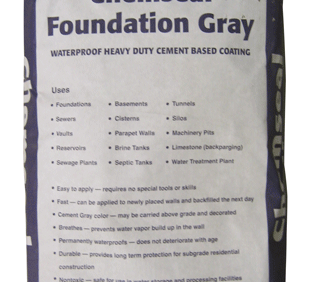 Foundation Gray
WATERPROOF HEAVY DUTY CEMENT BASED COATING
Uses
• Foundations • Basements • Tunnels
• Sewers • Cisterns • Silos
• Vaults • Parapet Walls • Machinery Pits
• Reservoirs • Brine Tanks • Limestone (backparging)
• Sewage Plants • Septic Tanks • Water Treatment Plant
• Easy to apply — requires no special tools or skills
• Fast — can be applied to newly placed walls and backfilled the next day
• Cement Gray color — may be carried above grade and decorated
• Breathes — prevents water vapor build up in the wall
• Permanently waterproofs — does not deteriorate with age
• Durable — provides long term protection for subgrade residential
construction
• Nontoxic — safe for use in water storage and processing facilities